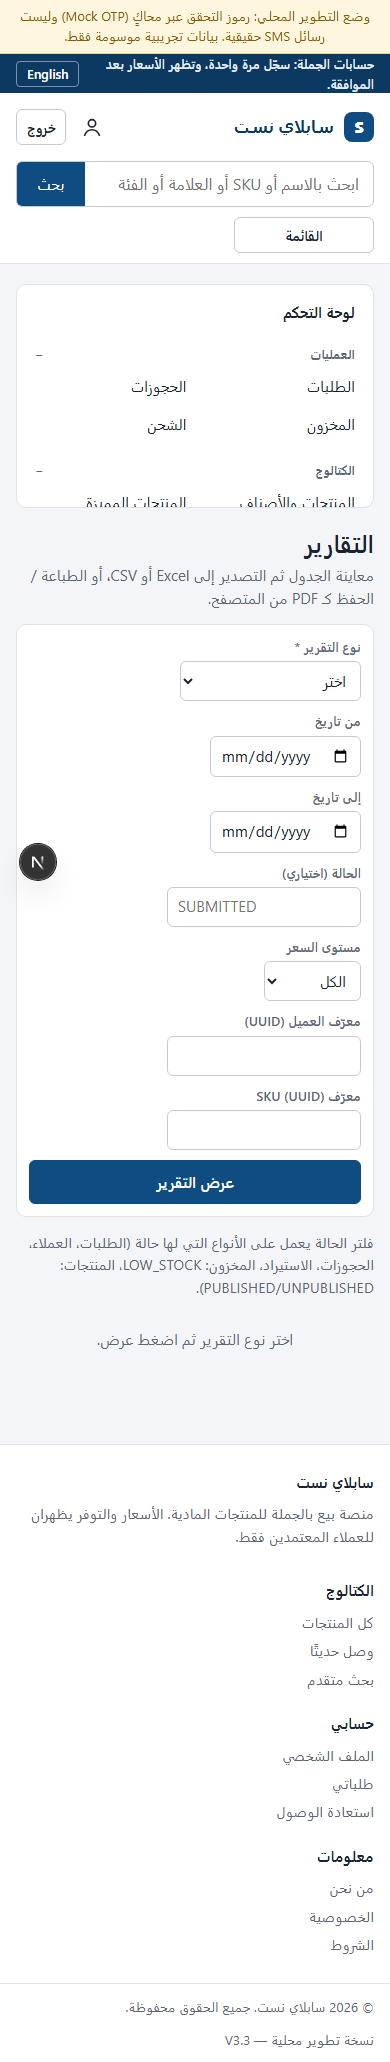 وضع التطوير المحلي: رموز التحقق عبر محاكٍ (Mock OTP) وليست
رسائل SMS حقيقية. بيانات تجريبية موسومة فقط.
حسابات الجملة: سجّل مرة واحدة، وتظهر الأسعار بعد
الموافقة.
English
سابلاي نست
خروج
ابحث بالاسم أو SKU أو العلامة أو الفئة
بحث
القائمة
لوحة التحكم
العمليات –
الطلبات الحجوزات
المخزون الشحن
الكتالوج –
المنتجات والأصناف المنتجات المميزة
التقارير
معاينة الجدول ثم التصدير إلى Excel أو CSV، أو الطباعة /
الحفظ كـ PDF من المتصفح.
نوع التقرير *
اختر
من تاريخ
mm/dd/yyyy
إلى تاريخ
mm/dd/yyyy
N
الحالة (اختياري)
SUBMITTED
مستوى السعر
الكل
معرّف العميل (UUID)
معرّف SKU (UUID)
عرض التقرير
فلتر الحالة يعمل على الأنواع التي لها حالة (الطلبات، العملاء،
الحجوزات، الاستيراد، المخزون: LOW_STOCK، المنتجات:
PUBLISHED/UNPUBLISHED).
اختر نوع التقرير ثم اضغط عرض.
سابلاي نست
منصة بيع بالجملة للمنتجات المادية. الأسعار والتوفر يظهران
للعملاء المعتمدين فقط.
الكتالوج
كل المنتجات
وصل حديثًا
بحث متقدم
حسابي
الملف الشخصي
طلباتي
استعادة الوصول
معلومات
من نحن
الخصوصية
الشروط
© 2026 سابلاي نست. جميع الحقوق محفوظة.
نسخة تطوير محلية — V3.3